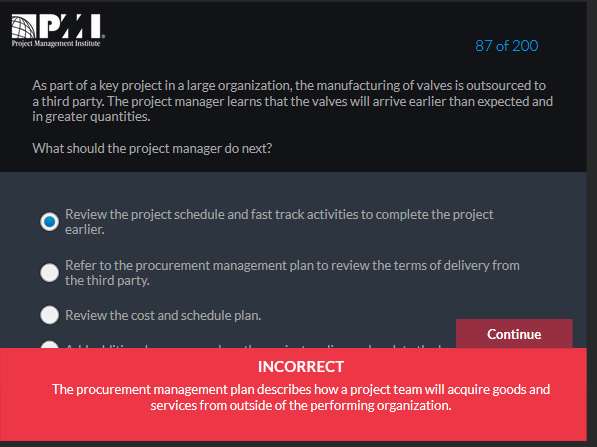 PMI
Project Management Institute
87 of 200
As part of a key project in a large organization, the manufacturing of valves is outsourced to
a third party. The project manager learns that the valves will arrive earlier than expected and
in greater quantities.
What should the project manager do next?
Review the project schedule and fast track activities to complete the project
earlier.
Refer to the procurement management plan to review the terms of delivery from
the third party.
Review the cost and schedule plan.
Continue
INCORRECT
The procurement management plan describes how a project team will acquire goods and
services from outside of the performing organization.